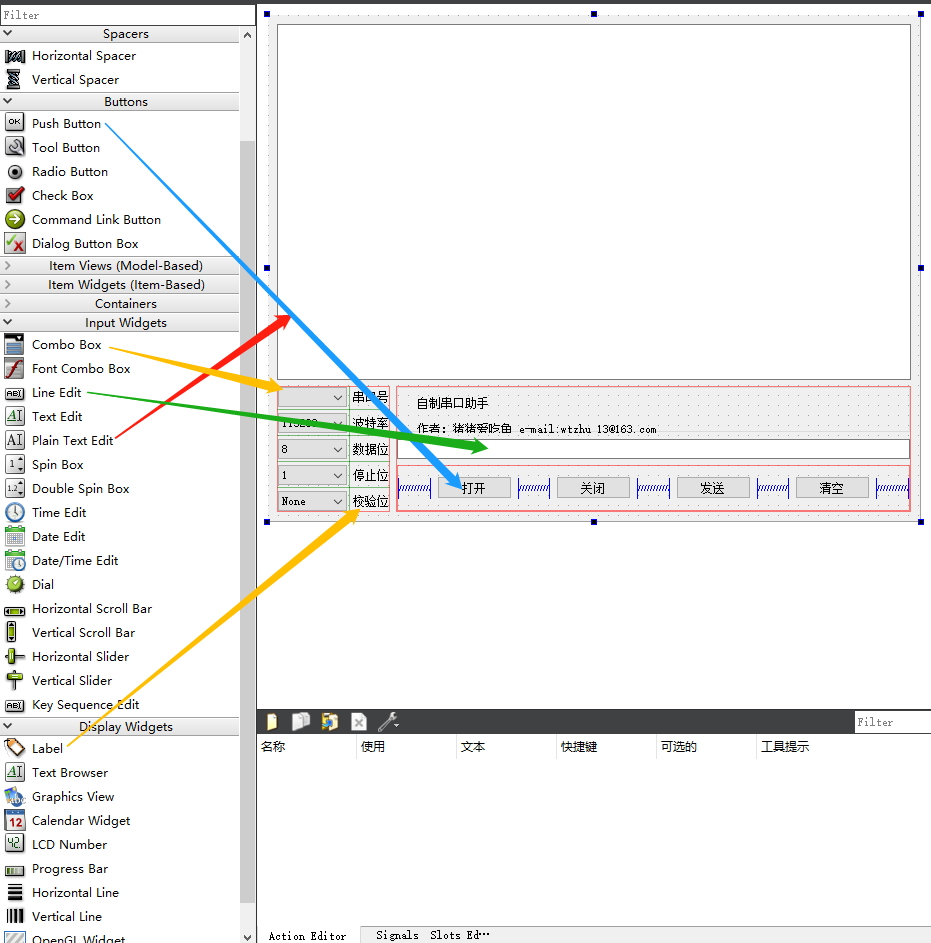 Filter
Spacers
Horizontal Spacer
Vertical Spacer
Buttons
Push Button
Tool Button
Radio Button
Check Box
Command Link Button
Dialog Button Box
Item Views (Model-Based)
Item Widgets (Item-Based)
Containers
Input Widgets
Combo Box
Font Combo Box
Line Edit
Text Edit
Plain Text Edit
Spin Box
Double Spin Box
Time Edit
Date Edit
Date/Time Edit
Dial
Horizontal Scroll Bar
Vertical Scroll Bar
Horizontal Slider
Vertical Slider
Key Sequence Edit
Display Widgets
Label
Text Browser
Graphics View
Calendar Widget
LCD Number
Progress Bar
Horizontal Line
Vertical Line
OpenGL Widget
串口号
115200 波特率
8 数据位
1 停止位
None 校验位
自制串口助手
作者: 猪猪爱吃鱼 e-mail:wtzhu_13@163.com
打开 关闭 发送 清空
Filter
名称 使用 文本 快捷键 可选的 工具提示
Action Editor Signals Slots Ed…